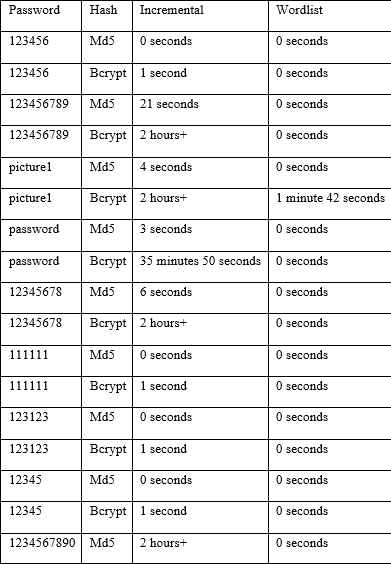 Password Hash Incremental Wordlist
123456 Md5 0 seconds 0 seconds
123456 Bcrypt 1 second 0 seconds
123456789 Md5 21 seconds 0 seconds
123456789 Bcrypt 2 hours+ 0 seconds
picture1 Md5 4 seconds 0 seconds
picture1 Bcrypt 2 hours+ 1 minute 42 seconds
password Md5 3 seconds 0 seconds
password Bcrypt 35 minutes 50 seconds 0 seconds
12345678 Md5 6 seconds 0 seconds
12345678 Bcrypt 2 hours+ 0 seconds
111111 Md5 0 seconds 0 seconds
111111 Bcrypt 1 second 0 seconds
123123 Md5 0 seconds 0 seconds
123123 Bcrypt 1 second 0 seconds
12345 Md5 0 seconds 0 seconds
12345 Bcrypt 1 second 0 seconds
1234567890 Md5 2 hours+ 0 seconds